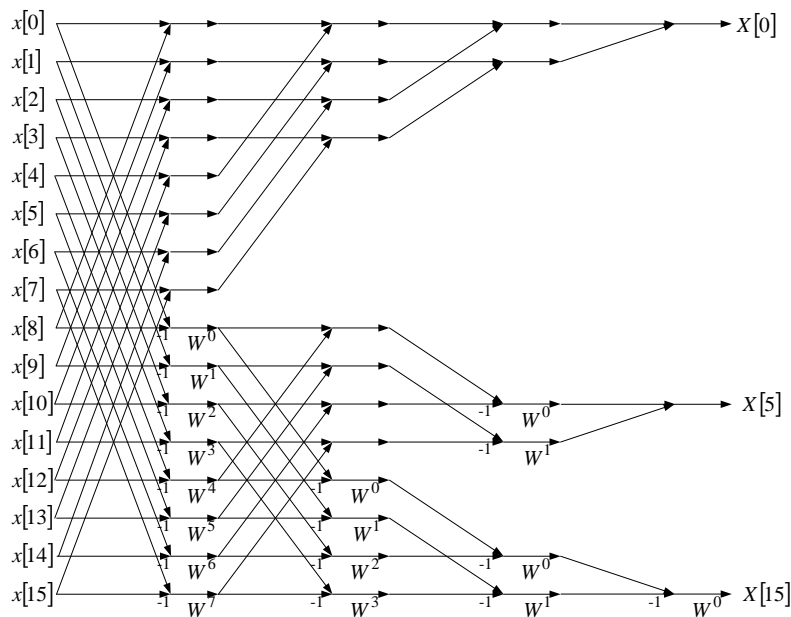 x[0] X[0]
x[1]
x[2]
x[3]
x[4]
x[5]
x[6]
x[7]
x[8] -1 W^0
x[9] -1 W^1
x[10] -1 W^2 -1 W^0 X[5]
x[11] -1 W^3 -1 W^1
x[12] -1 W^4 -1 W^0
x[13] -1 W^5 -1 W^1
x[14] -1 W^6 -1 W^2 -1 W^0
x[15] -1 W^7 -1 W^3 -1 W^1 -1 W^0 X[15]